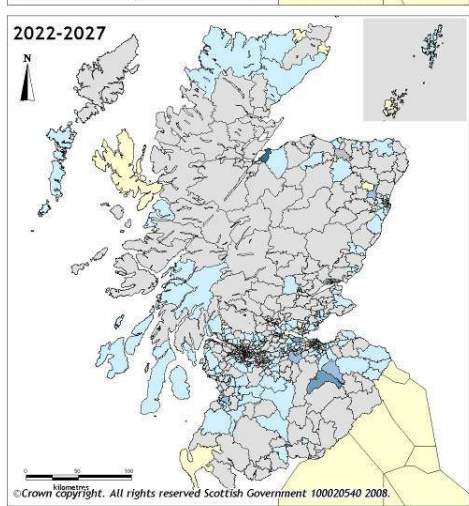 2022-2027
N
0 50 100
kilometres
©Crown copyright. All rights reserved Scottish Government 100020540 2008.